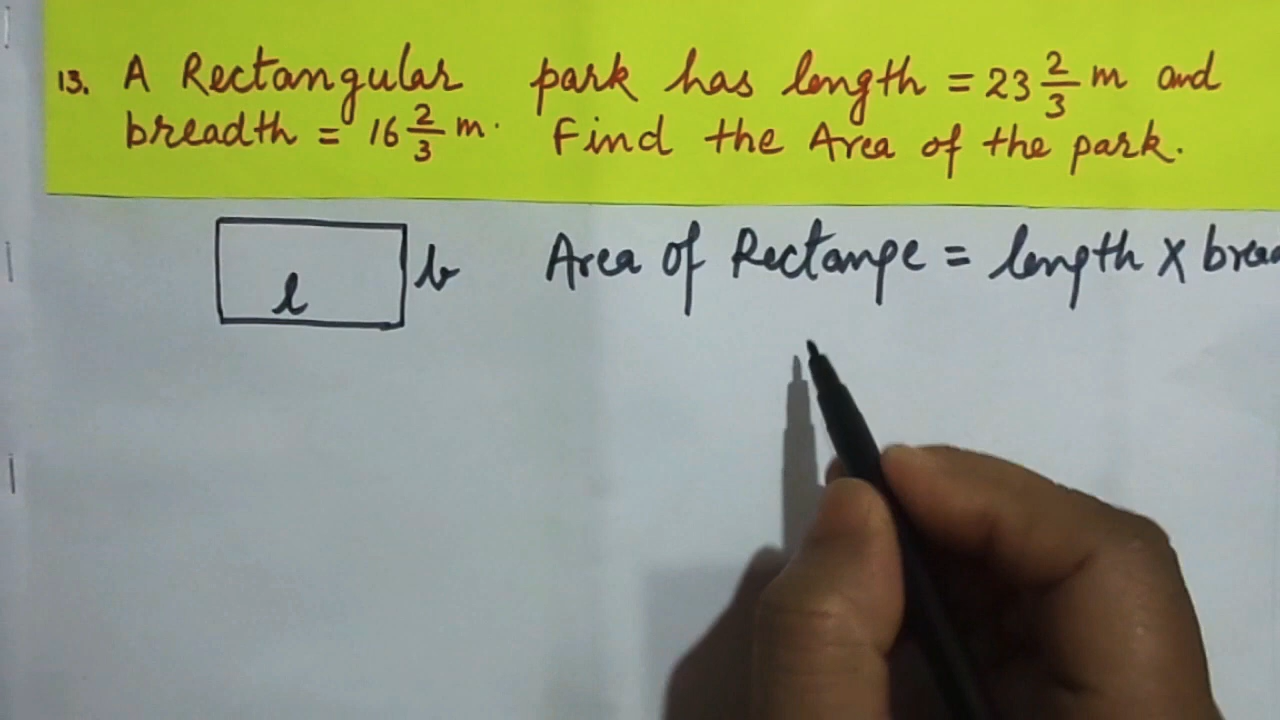 13. A Rectangular park has length = 23 2/3 m and
breadth = 16 2/3 m. Find the Area of the park.
l b Area of Rectangle = length X brea